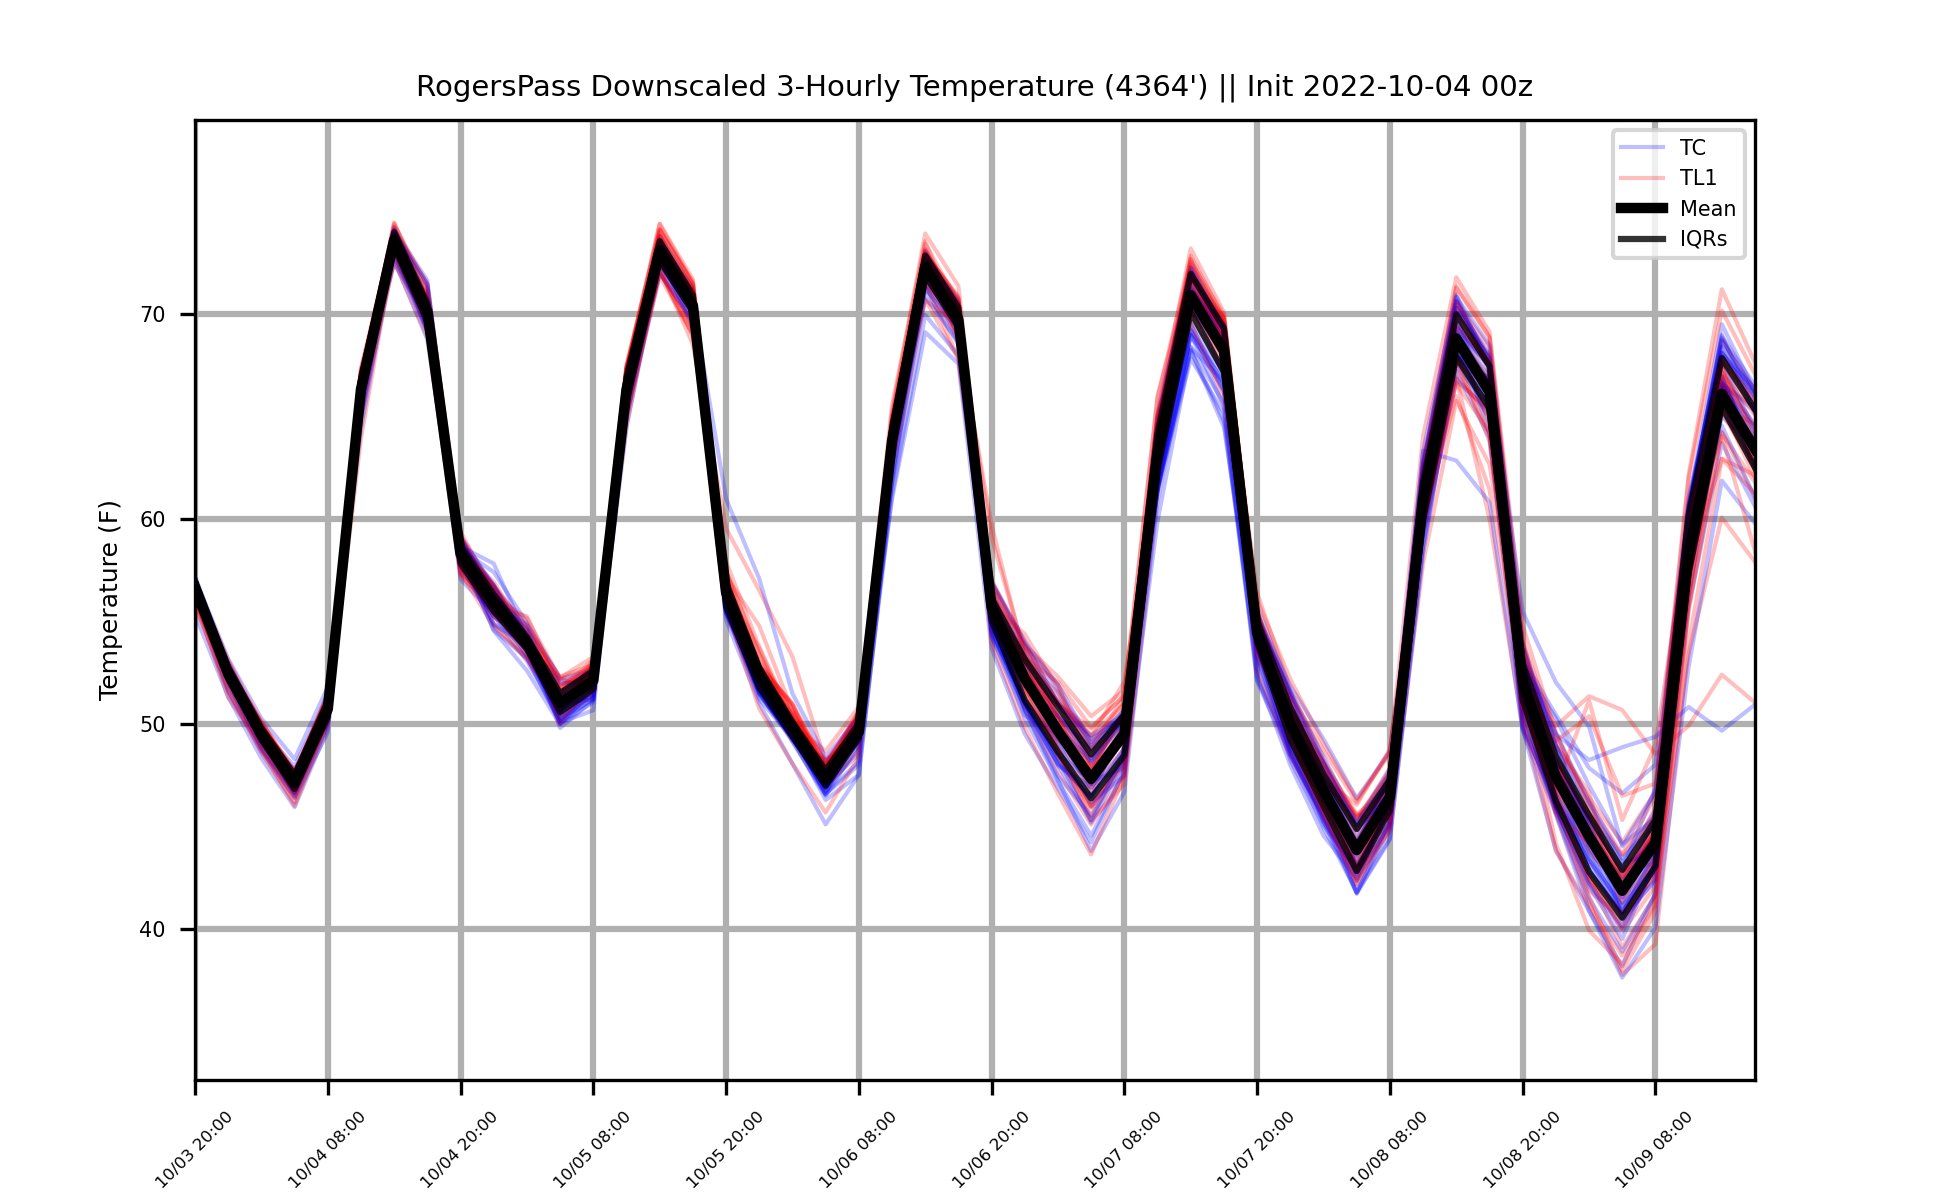 RogersPass Downscaled 3-Hourly Temperature (4364') || Init 2022-10-04 00z
TC
TL1
Mean
IQRs
Temperature (F)
70
60
50
40
10/03 20:00
10/04 08:00
10/04 20:00
10/05 08:00
10/05 20:00
10/06 08:00
10/06 20:00
10/07 08:00
10/07 20:00
10/08 08:00
10/08 20:00
10/09 08:00